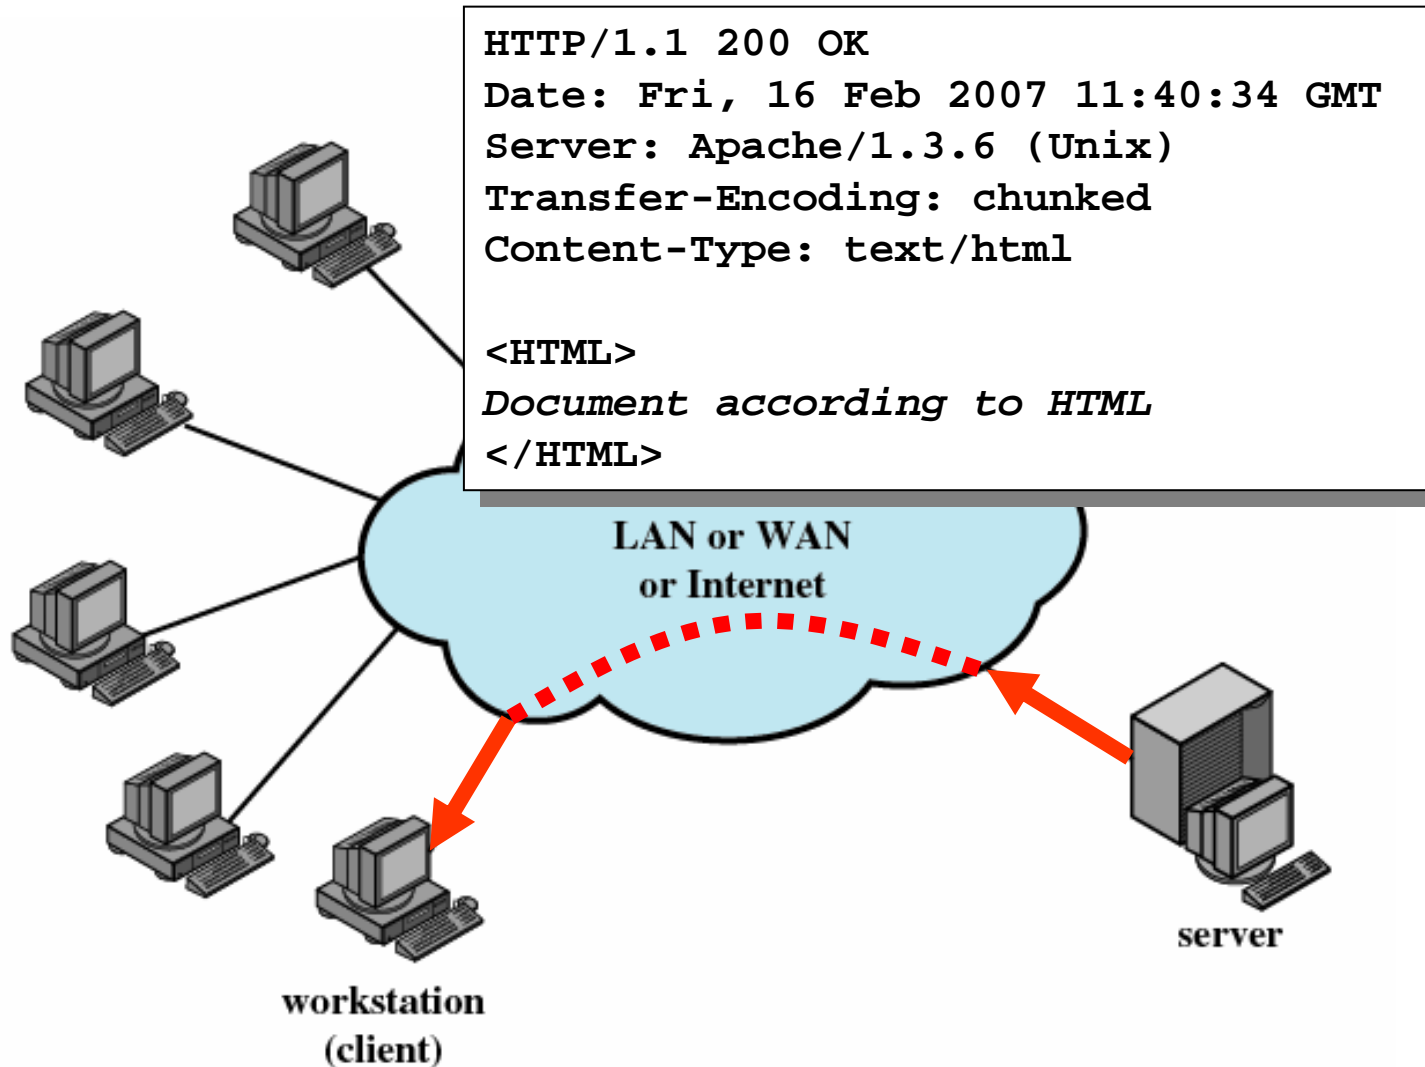 HTTP/1.1 200 OK
Date: Fri, 16 Feb 2007 11:40:34 GMT
Server: Apache/1.3.6 (Unix)
Transfer-Encoding: chunked
Content-Type: text/html
<HTML>
Document according to HTML
</HTML>
LAN or WAN
or Internet
server
workstation
(client)